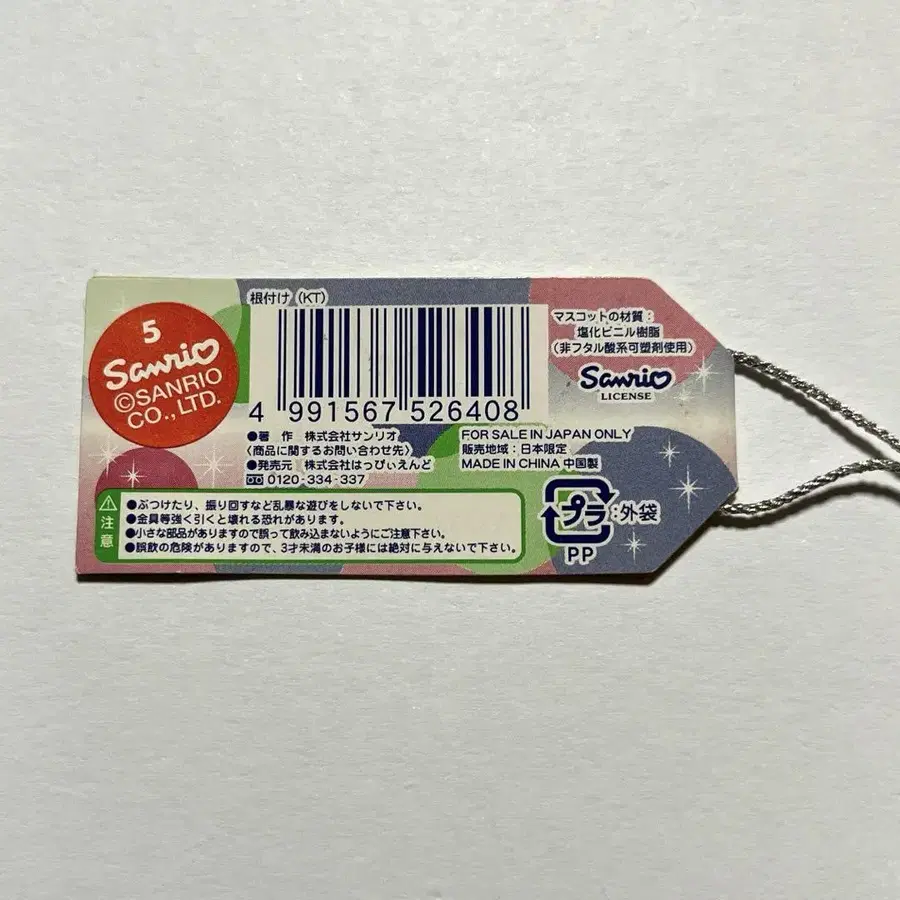 5
Sanrio
©SANRIO
CO., LTD.
根付け (KT)
4 991567 526408
●著 作 株式会社サンリオ
〈商品に関するお問い合わせ先〉
●発売元 株式会社はっぴぃえんど
0120-334-337
FOR SALE IN JAPAN ONLY
販売地域:日本限定
MADE IN CHINA 中国製
マスコットの材質:
塩化ビニル樹脂
(非フタル酸系可塑剤使用)
Sanrio
LICENSE
注意
●ぶつけたり、振り回すなど乱暴な遊びをしないで下さい。
●金具等強く引くと壊れる恐れがあります。
●小さな部品がありますので誤って飲み込まないようにご注意下さい。
●誤飲の危険がありますので、3才未満のお子様には絶対に与えないで下さい。
プラ:外袋
PP